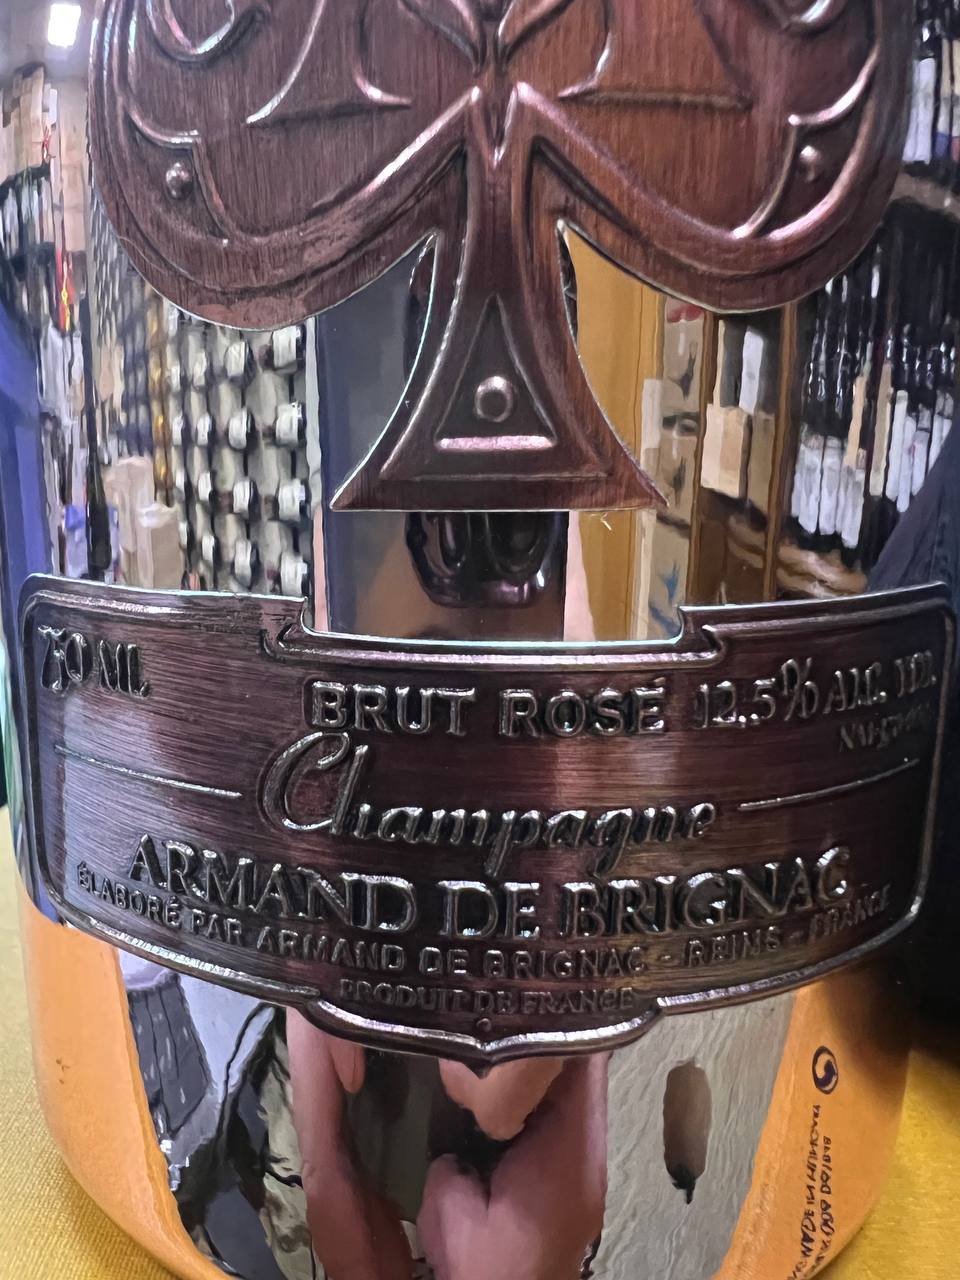 750 ML
BRUT ROSÉ 12.5% ALC. VOL.
Champagne
ARMAND DE BRIGNAC
ÉLABORÉ PAR ARMAND DE BRIGNAC - REIMS - FRANCE
PRODUIT DE FRANCE